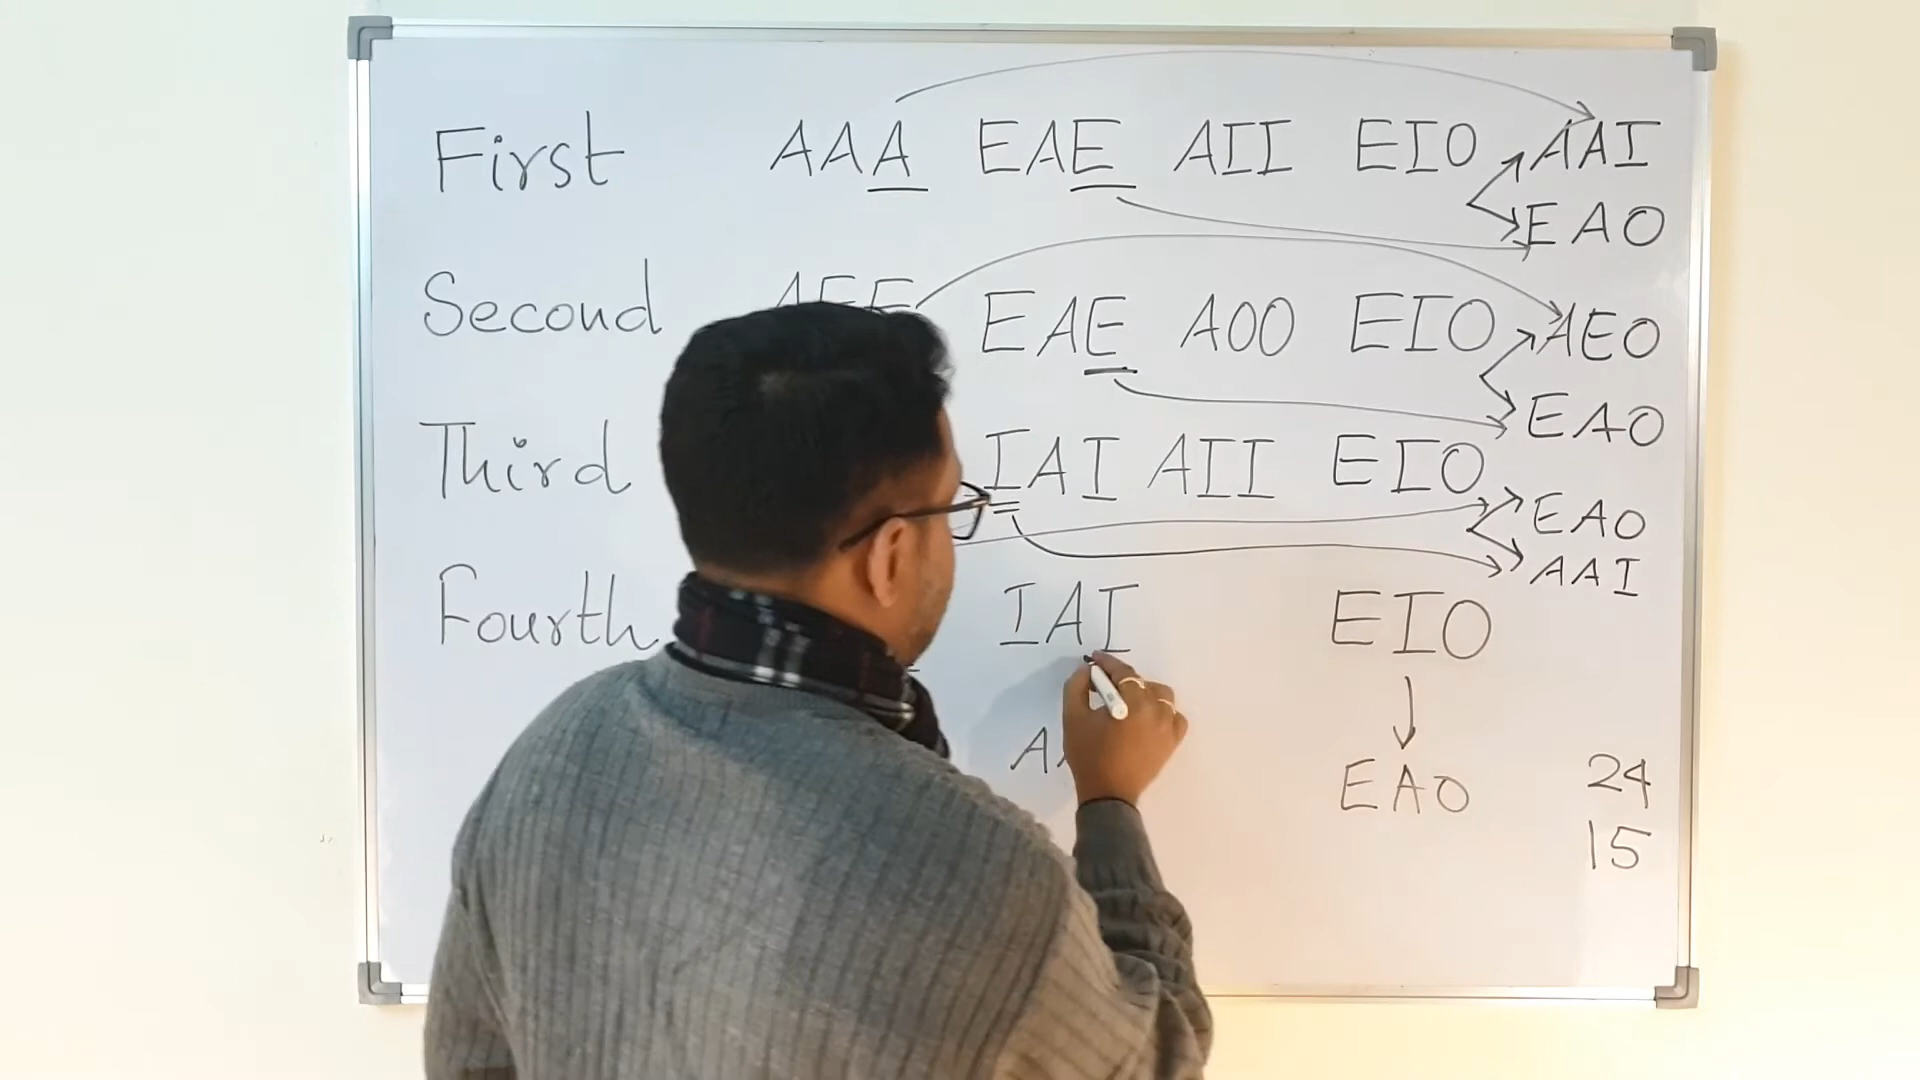 First AAA EAE AII EIO AAI
EAO
Second AEE EAE AOO EIO AEO
EAO
Third IAI AII EIO
EAO
AAI
Fourth IAI EIO
EAO
24
15